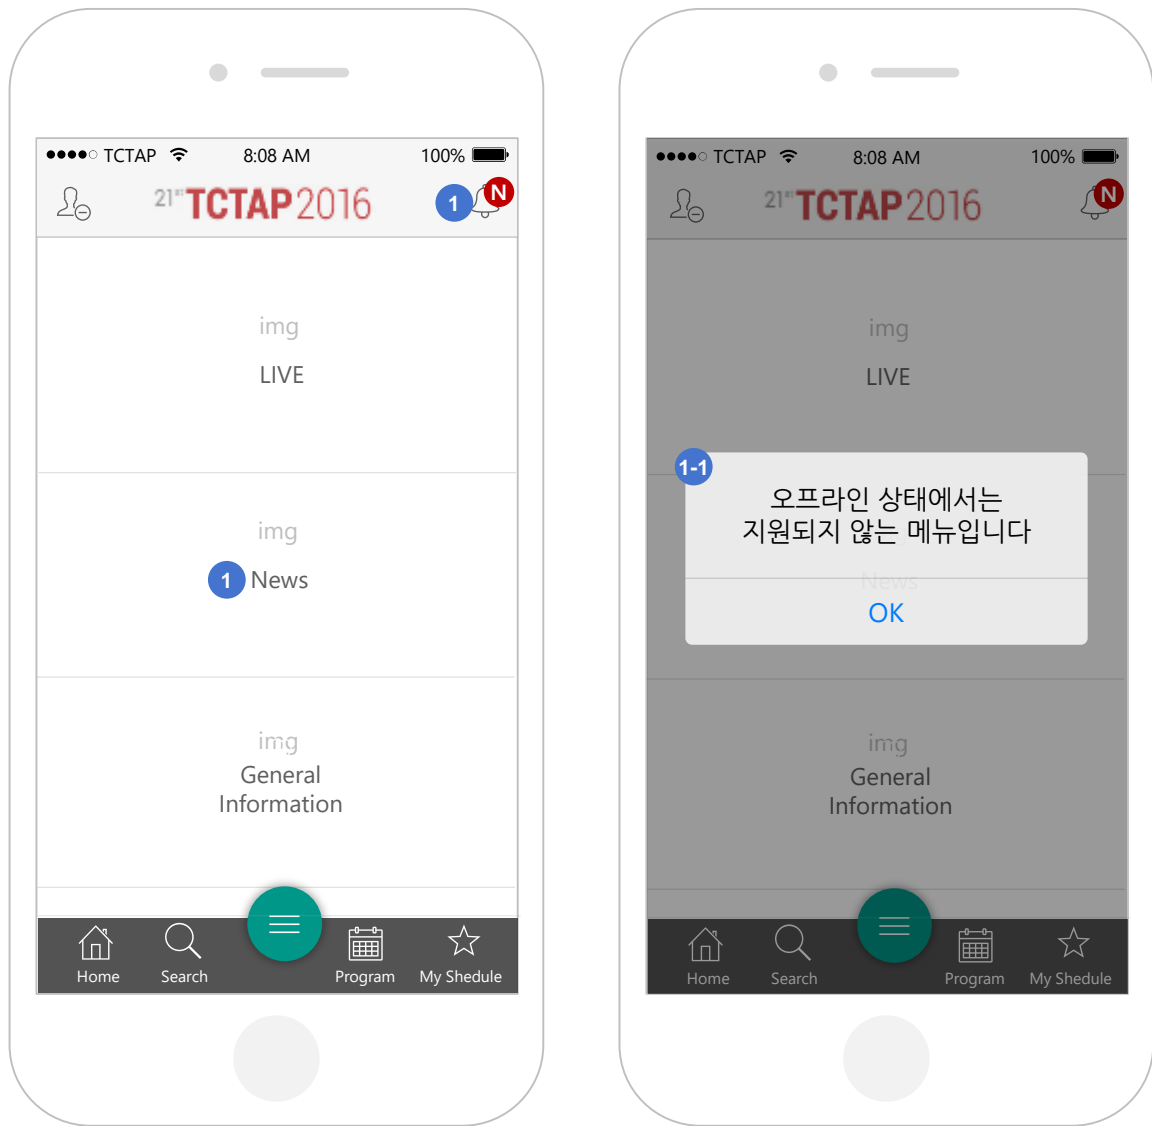 TCTAP 8:08 AM 100%
21st TCTAP 2016 1 N
img
LIVE
img
1 News
img
General
Information
Home Search Program My Shedule
TCTAP 8:08 AM 100%
21st TCTAP 2016 N
img
LIVE
1-1
오프라인 상태에서는
지원되지 않는 메뉴입니다
News
OK
img
General
Information
Home Search Program My Shedule